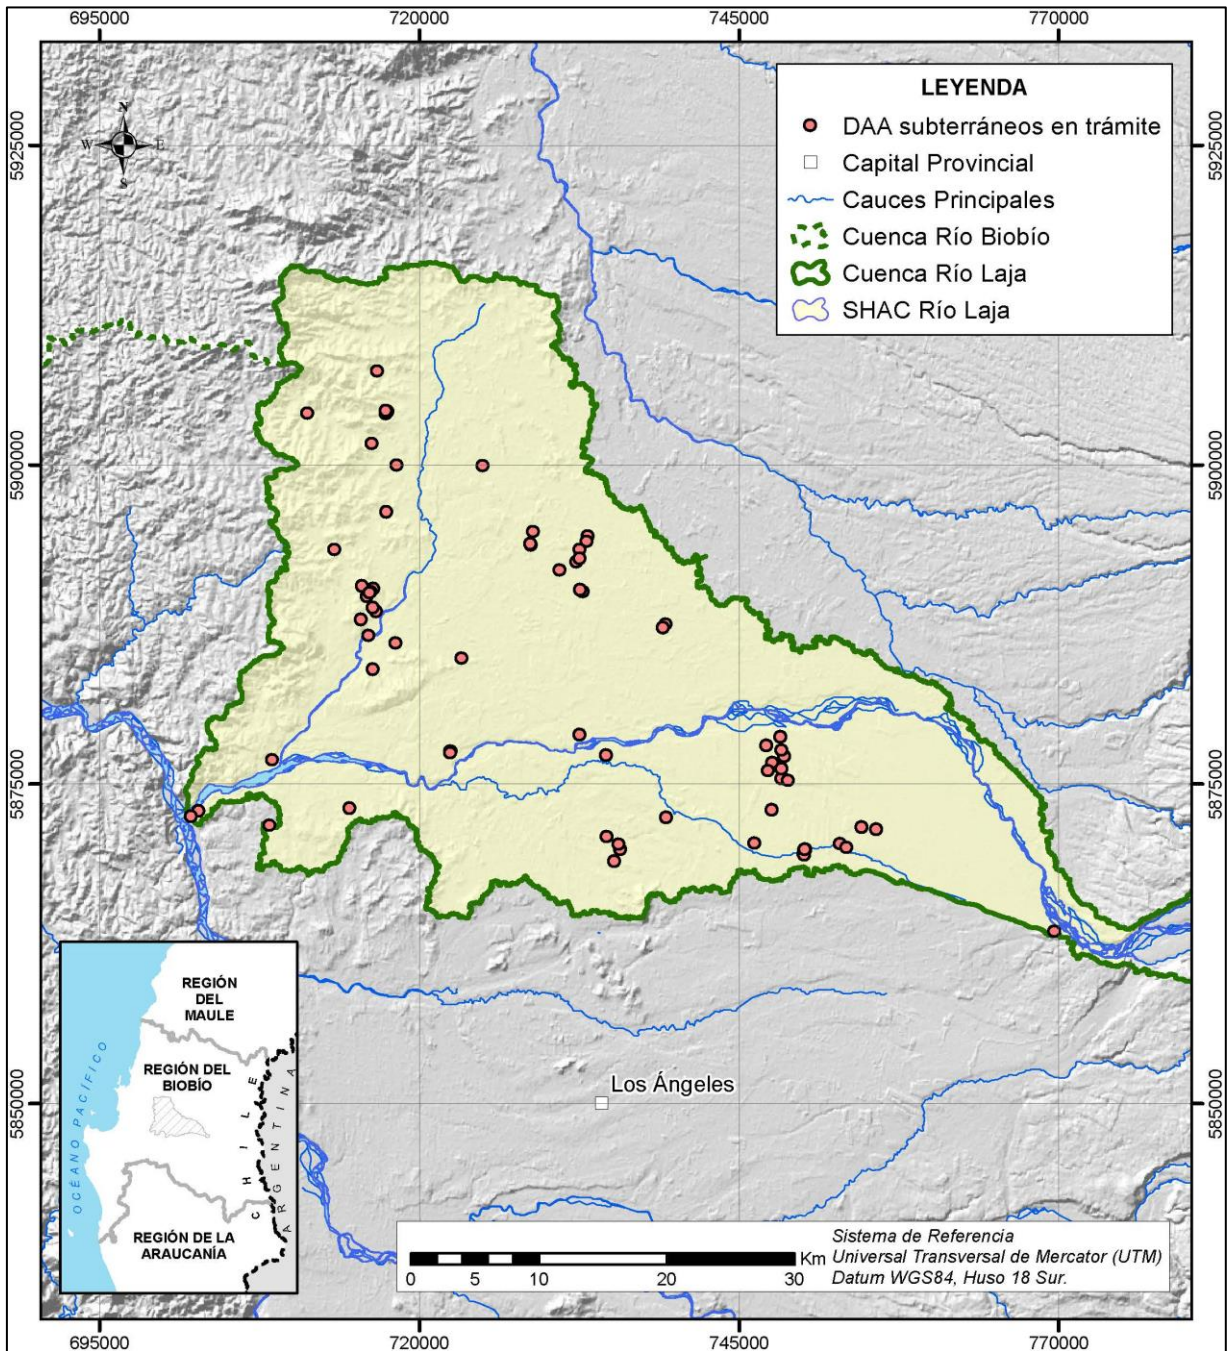 695000
720000
745000
770000
N
W
E
S
LEYENDA
DAA subterráneos en trámite
Capital Provincial
Cauces Principales
Cuenca Río Biobío
Cuenca Río Laja
SHAC Río Laja
5925000
5925000
5900000
5900000
5875000
5875000
5850000
5850000
Los Ángeles
REGIÓN
DEL
MAULE
REGIÓN DEL
BIOBÍO
OCÉANO PACÍFICO
CHILE
ARGENTINA
REGIÓN DE LA
ARAUCANÍA
Km
0 5 10 20 30
Sistema de Referencia
Universal Transversal de Mercator (UTM)
Datum WGS84, Huso 18 Sur.
695000
720000
745000
770000